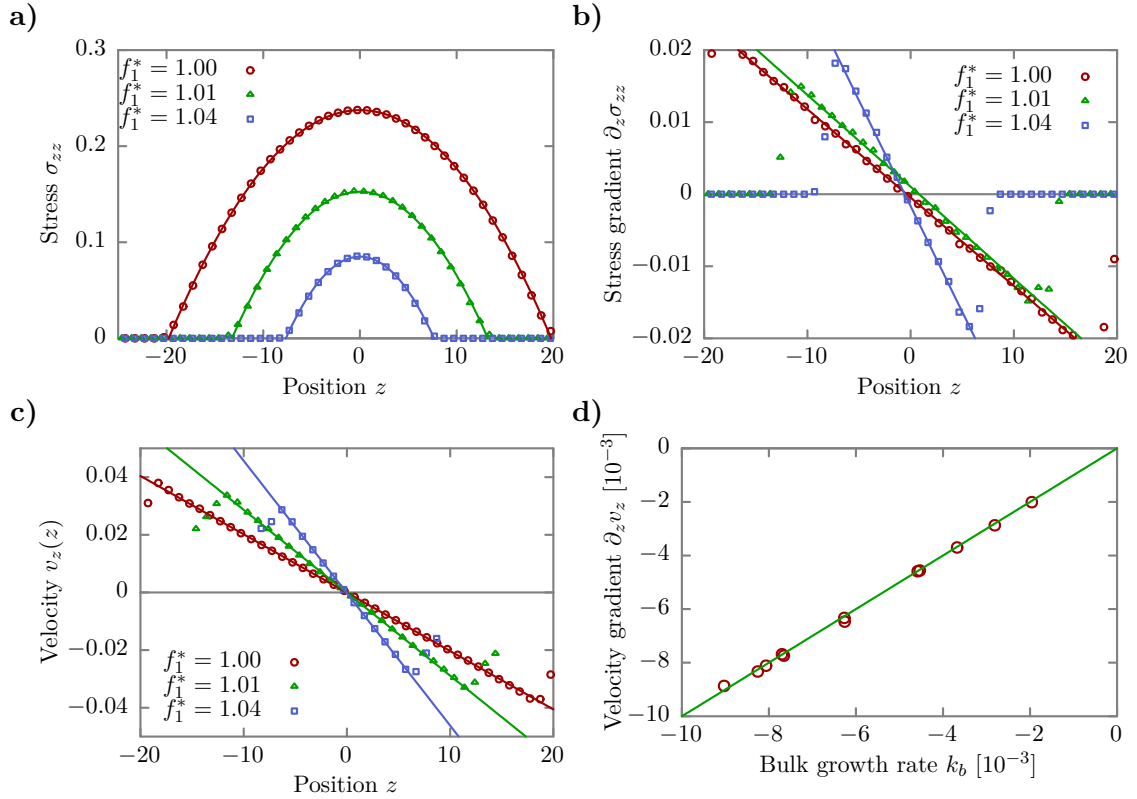 a)
0.3
0.2
0.1
0
−20
−10
0
10
20
Stress σ_zz
Position z
f₁* = 1.00
f₁* = 1.01
f₁* = 1.04
b)
0.02
0.01
0
−0.01
−0.02
−20
−10
0
10
20
Stress gradient ∂_zσ_zz
Position z
f₁* = 1.00
f₁* = 1.01
f₁* = 1.04
c)
0.04
0.02
0
−0.02
−0.04
−20
−10
0
10
20
Velocity v_z(z)
Position z
f₁* = 1.00
f₁* = 1.01
f₁* = 1.04
d)
0
−2
−4
−6
−8
−10
−10
−8
−6
−4
−2
0
Velocity gradient ∂_zv_z [10⁻³]
Bulk growth rate k_b [10⁻³]